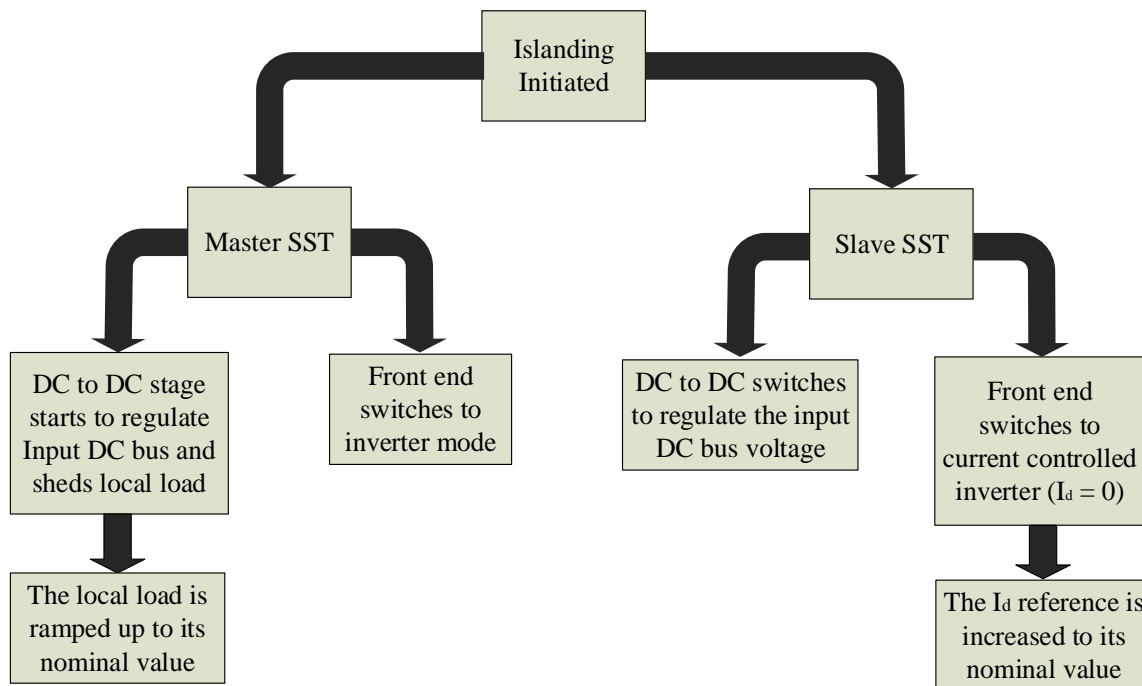 Islanding
Initiated
Master SST
Slave SST
DC to DC stage
starts to regulate
Input DC bus and
sheds local load
Front end
switches to
inverter mode
DC to DC switches
to regulate the input
DC bus voltage
Front end
switches to
current controlled
inverter (Id = 0)
The local load is
ramped up to its
nominal value
The Id reference is
increased to its
nominal value